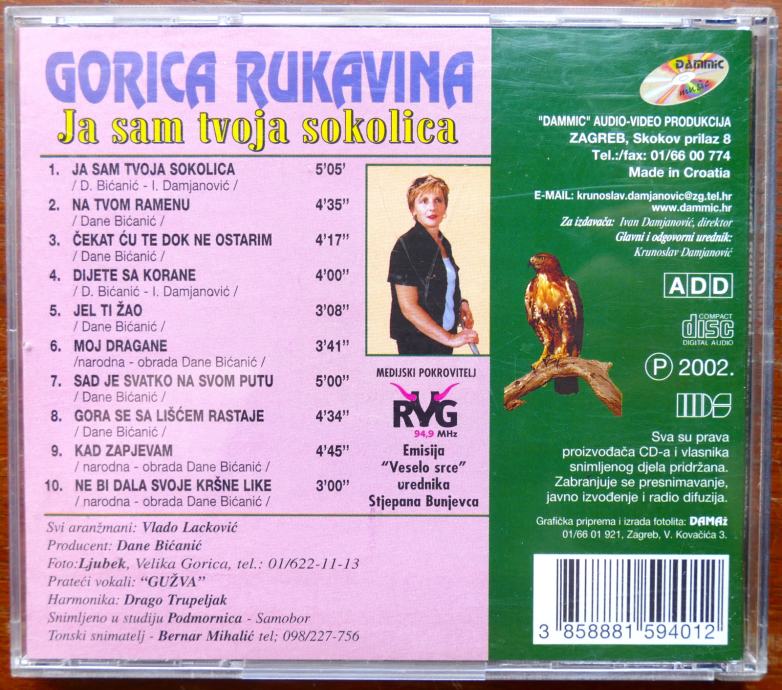 GORICA RUKAVINA
Ja sam tvoja sokolica
1. JA SAM TVOJA SOKOLICA 5'05'
/ D. Bićanić - I. Damjanović /
2. NA TVOM RAMENU 4'35"
/ Dane Bićanić /
3. ČEKAT ĆU TE DOK NE OSTARIM 4'17"
/ Dane Bićanić /
4. DIJETE SA KORANE 4'00"
/ D. Bićanić - I. Damjanović /
5. JEL TI ŽAO 3'08"
/ Dane Bićanić /
6. MOJ DRAGANE 3'41"
/narodna - obrada Dane Bićanić /
7. SAD JE SVATKO NA SVOM PUTU 5'00"
/ Dane Bićanić /
8. GORA SE SA LIŠĆEM RASTAJE 4'34"
/ Dane Bićanić /
9. KAD ZAPJEVAM 4'45"
/ narodna - obrada Dane Bićanić /
10. NE BI DALA SVOJE KRŠNE LIKE 3'00"
/ narodna - obrada Dane Bićanić /
MEDIJSKI POKROVITELJ
RVG
94,9 MHz
Emisija
"Veselo srce"
urednika
Stjepana Bunjevca
Svi aranžmani: Vlado Lacković
Producent: Dane Bićanić
Foto:Ljubek, Velika Gorica, tel.: 01/622-11-13
Prateći vokali: "GUŽVA"
Harmonika: Drago Trupeljak
Snimljeno u studiju Podmornica - Samobor
Tonski snimatelj - Bernar Mihalić tel; 098/227-756
DAMMIC
music
"DAMMIC" AUDIO-VIDEO PRODUKCIJA
ZAGREB, Skokov prilaz 8
Tel.:/fax: 01/66 00 774
Made in Croatia
E-MAIL: krunoslav.damjanovic@zg.tel.hr
www.dammic.hr
Za izdavača: Ivan Damjanović, direktor
Glavni i odgovorni urednik:
Krunoslav Damjanović
ADD
COMPACT
disc
DIGITAL AUDIO
Ⓟ 2002.
Sva su prava
proizvođača CD-a i vlasnika
snimljenog djela pridržana.
Zabranjuje se presnimavanje,
javno izvođenje i radio difuzija.
Grafička priprema i izrada fotolita: DAMAž
01/66 01 921, Zagreb, V. Kovačića 3.
3 858881 594012